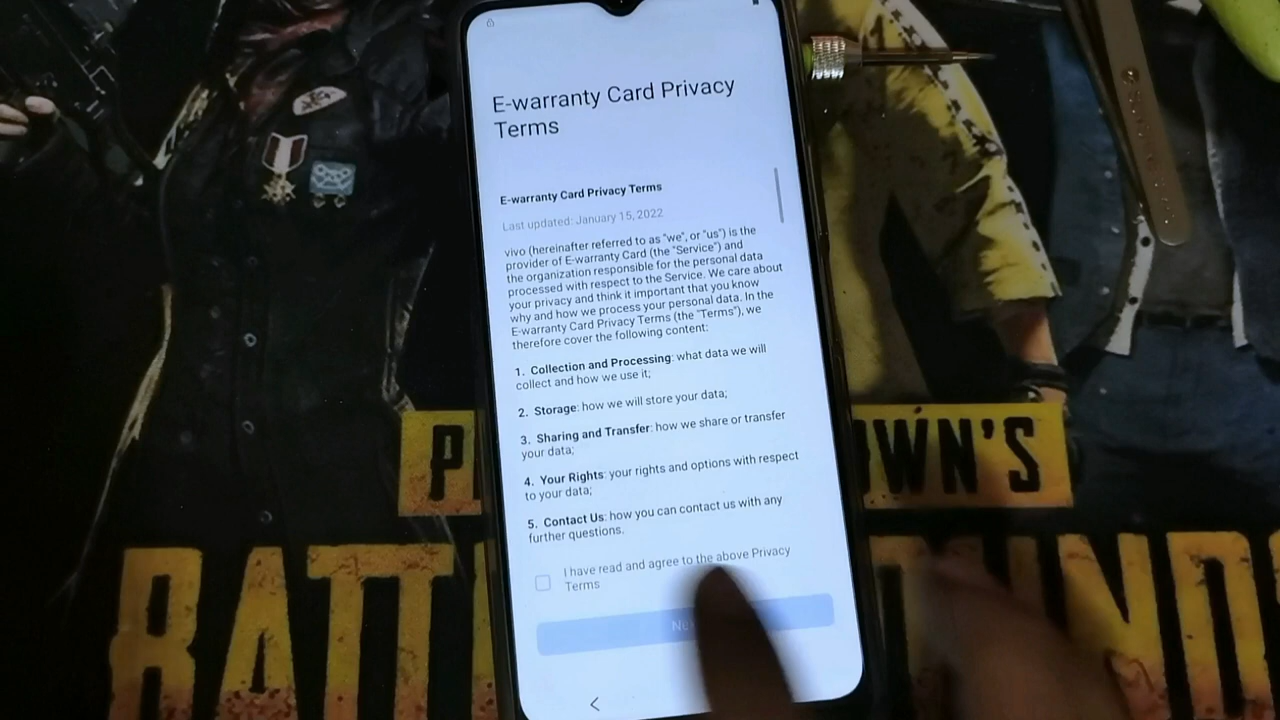 E-warranty Card Privacy
Terms
E-warranty Card Privacy Terms
Last updated: January 15, 2022
vivo (hereinafter referred to as "we", or "us") is the
provider of E-warranty Card (the "Service") and
the organization responsible for the personal data
processed with respect to the Service. We care about
your privacy and think it important that you know
why and how we process your personal data. In the
E-warranty Card Privacy Terms (the "Terms"), we
therefore cover the following content:
1. Collection and Processing: what data we will
collect and how we use it;
2. Storage: how we will store your data;
3. Sharing and Transfer: how we share or transfer
your data;
4. Your Rights: your rights and options with respect
to your data;
5. Contact Us: how you can contact us with any
further questions.
I have read and agree to the above Privacy
Terms